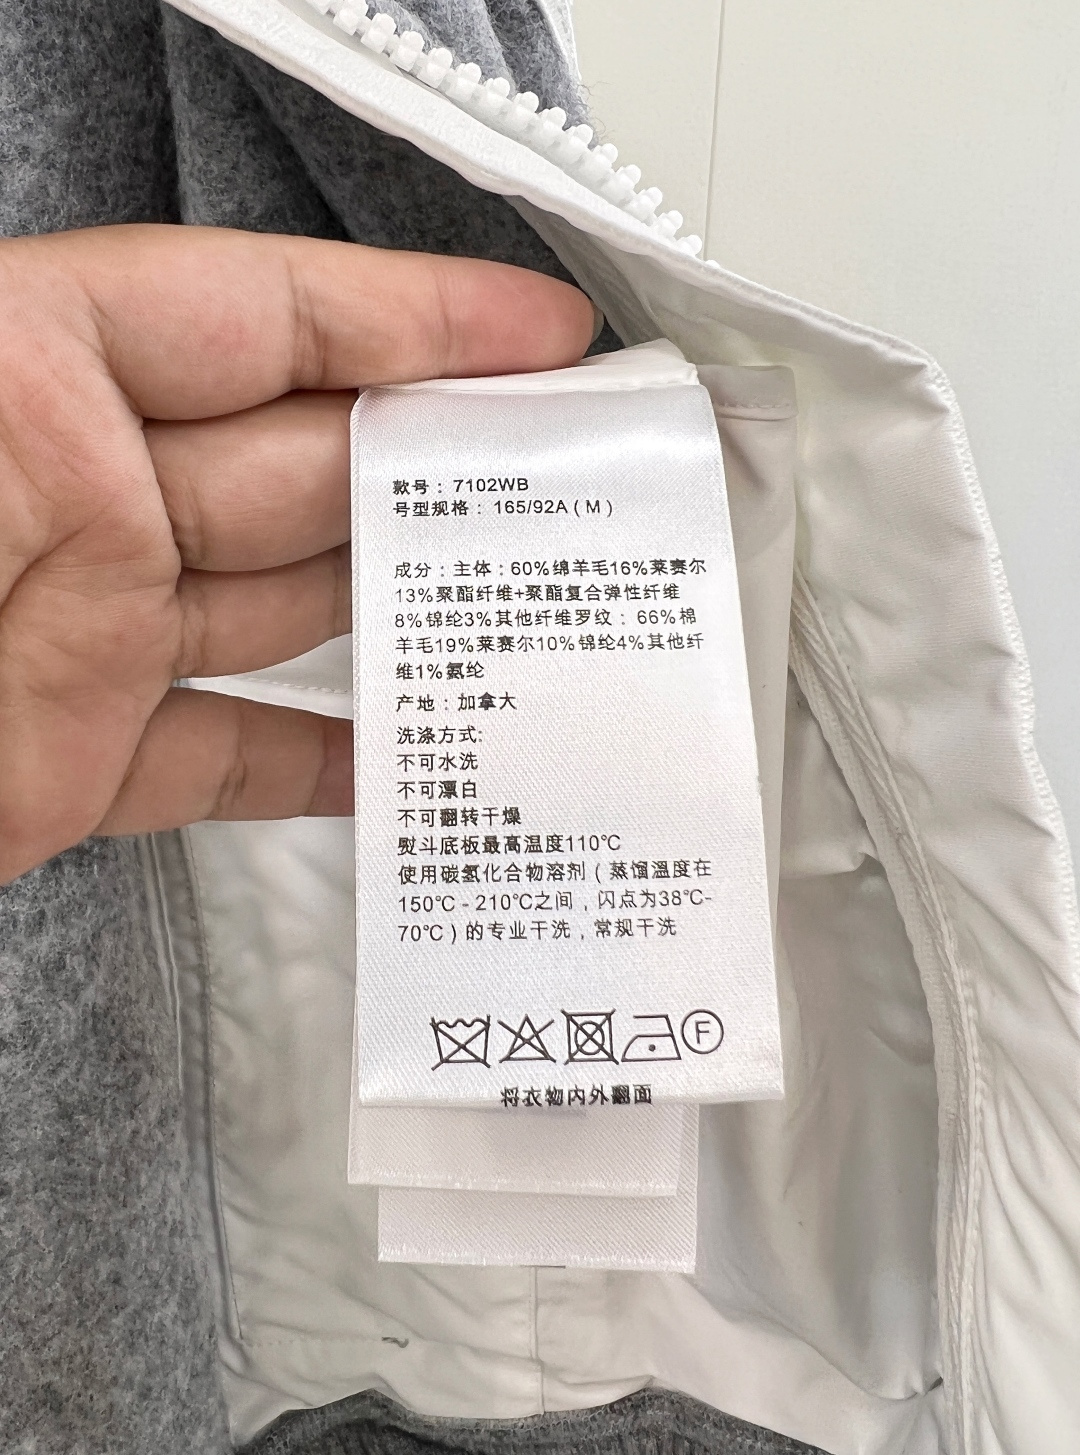 款号：7102WB
号型规格：165/92A（M）
成分：主体：60%绵羊毛16%莱赛尔
13%聚酯纤维+聚酯复合弹性纤维
8%锦纶3%其他纤维罗纹：66%棉
羊毛19%莱赛尔10%锦纶4%其他纤
维1%氨纶
产地：加拿大
洗涤方式:
不可水洗
不可漂白
不可翻转干燥
熨斗底板最高温度110℃
使用碳氢化合物溶剂（蒸馏溫度在
150℃-210℃之间，闪点为38℃-
70℃）的专业干洗，常规干洗
F
将衣物内外翻面